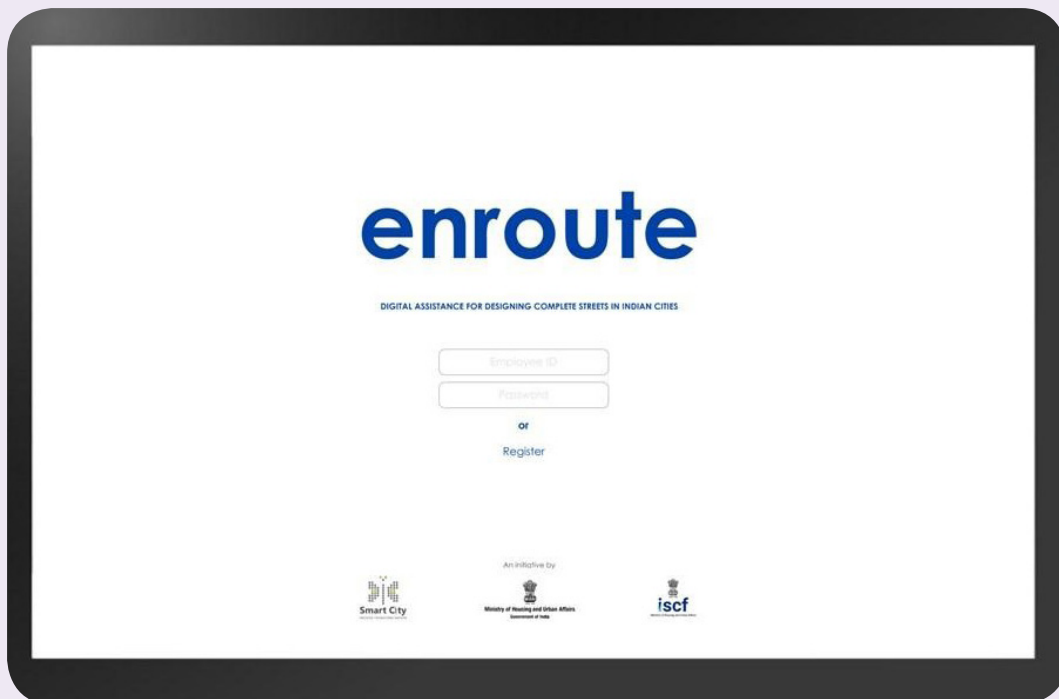 enroute
DIGITAL ASSISTANCE FOR DESIGNING COMPLETE STREETS IN INDIAN CITIES
Employee ID
Password
or
Register
An initiative by
Smart City
Ministry of Housing and Urban Affairs
Government of India
iscf